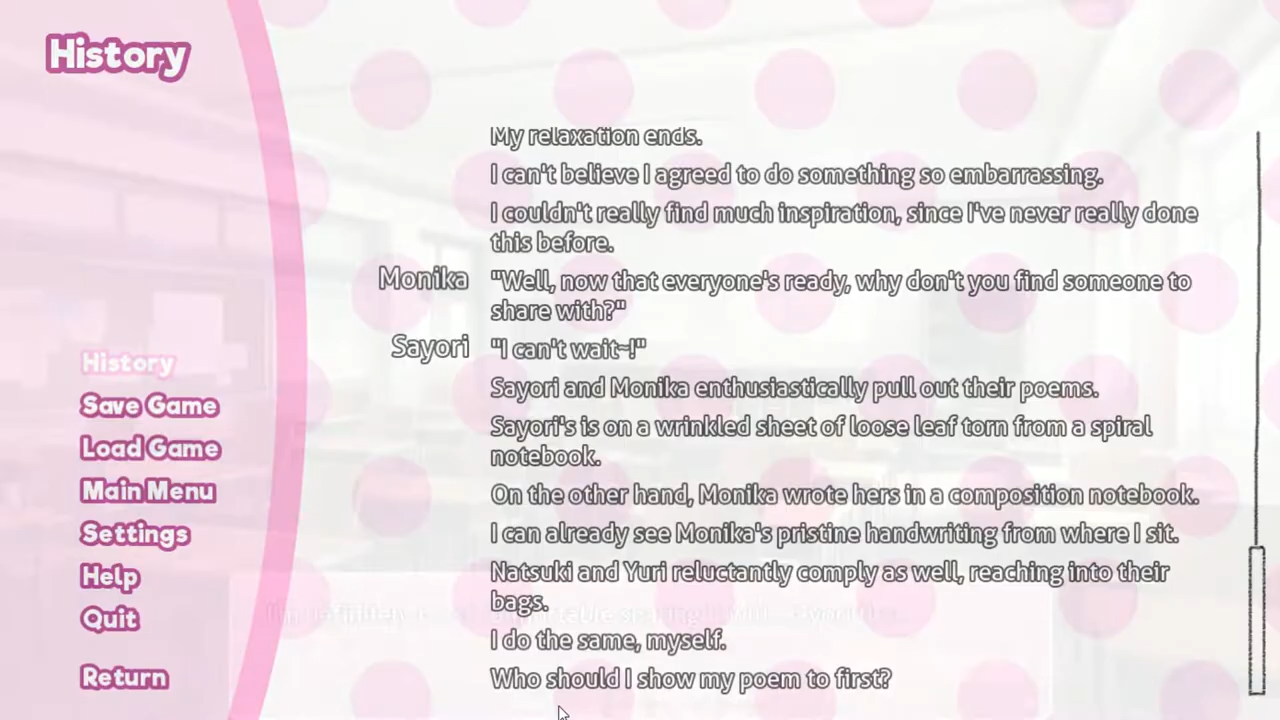 History
My relaxation ends.
I can't believe I agreed to do something so embarrassing.
I couldn't really find much inspiration, since I've never really done
this before.
Monika "Well, now that everyone's ready, why don't you find someone to
share with?"
Sayori "I can't wait~!"
Sayori and Monika enthusiastically pull out their poems.
Sayori's is on a wrinkled sheet of loose leaf torn from a spiral
notebook.
On the other hand, Monika wrote hers in a composition notebook.
I can already see Monika's pristine handwriting from where I sit.
Natsuki and Yuri reluctantly comply as well, reaching into their
bags.
I do the same, myself.
Who should I show my poem to first?
History
Save Game
Load Game
Main Menu
Settings
Help
Quit
Return